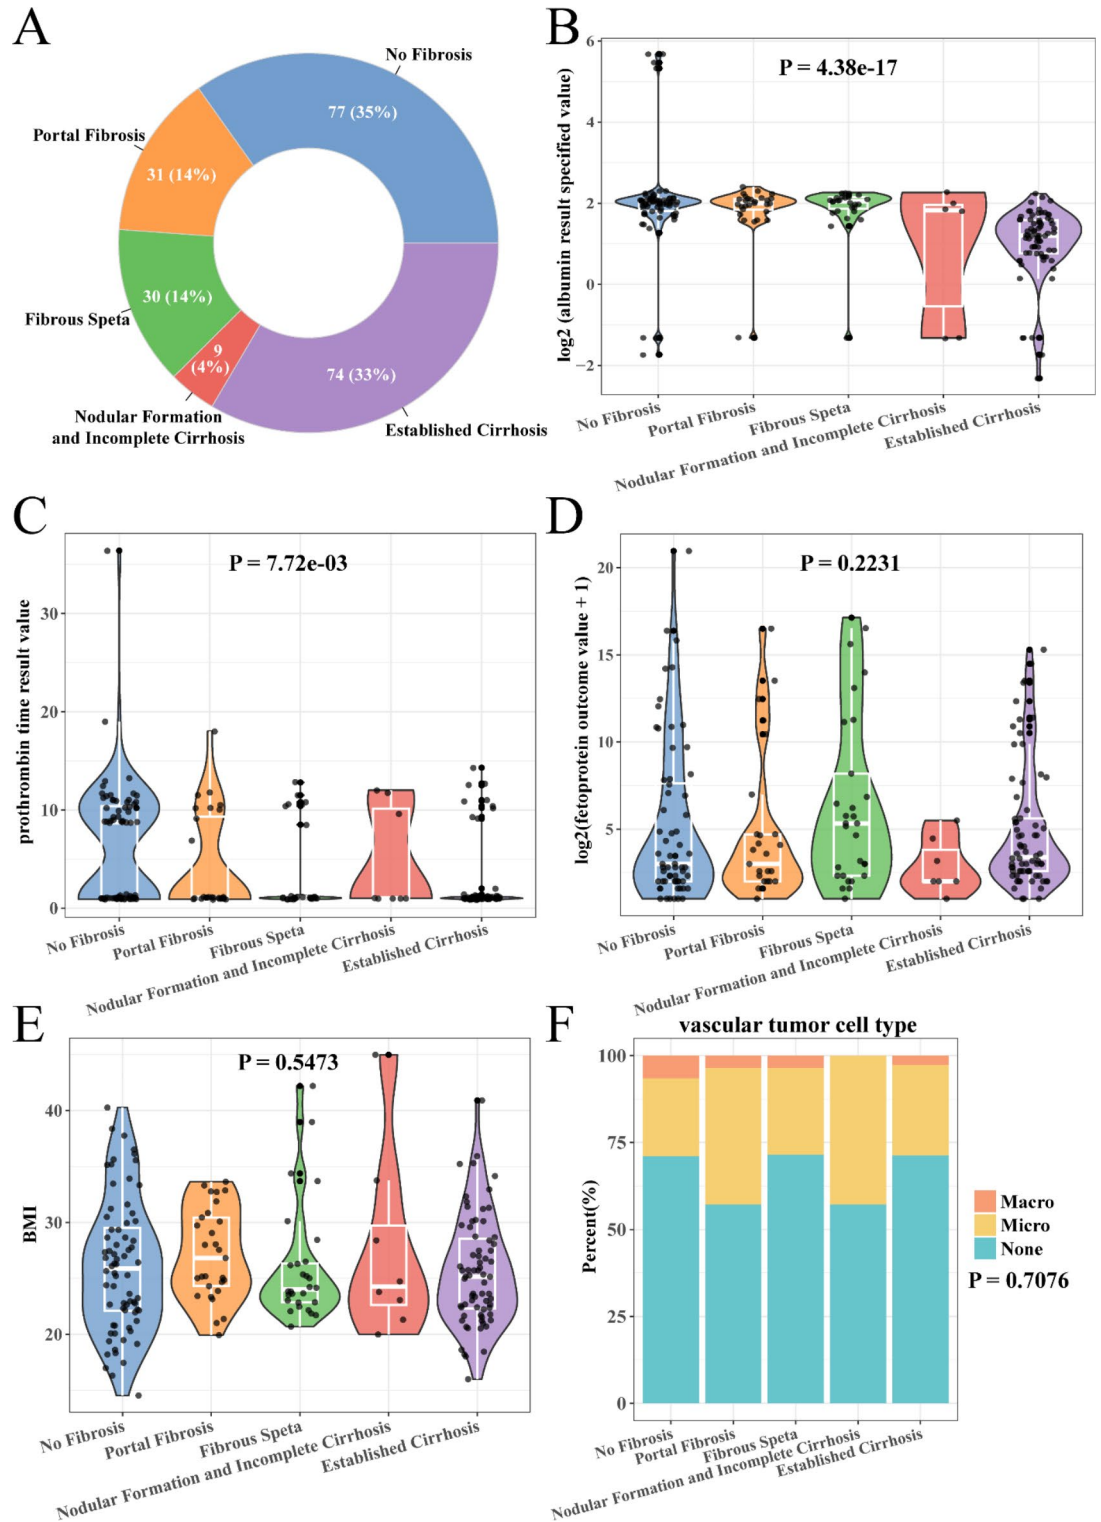 A
No Fibrosis
77 (35%)
Portal Fibrosis
31 (14%)
Fibrous Speta
30 (14%)
9
(4%)
74 (33%)
Nodular Formation
and Incomplete Cirrhosis
Established Cirrhosis
B
P = 4.38e-17
log2 (albumin result specified value)
6
4
2
0
−2
No Fibrosis
Portal Fibrosis
Fibrous Speta
Nodular Formation and Incomplete Cirrhosis
Established Cirrhosis
C
P = 7.72e-03
prothrombin time result value
30
20
10
0
No Fibrosis
Portal Fibrosis
Fibrous Speta
Nodular Formation and Incomplete Cirrhosis
Established Cirrhosis
D
P = 0.2231
log2(fetoprotein outcome value + 1)
20
15
10
5
No Fibrosis
Portal Fibrosis
Fibrous Speta
Nodular Formation and Incomplete Cirrhosis
Established Cirrhosis
E
P = 0.5473
BMI
40
30
20
No Fibrosis
Portal Fibrosis
Fibrous Speta
Nodular Formation and Incomplete Cirrhosis
Established Cirrhosis
F
vascular tumor cell type
Percent(%)
100
75
50
25
0
Macro
Micro
None
P = 0.7076
No Fibrosis
Portal Fibrosis
Fibrous Speta
Nodular Formation and Incomplete Cirrhosis
Established Cirrhosis